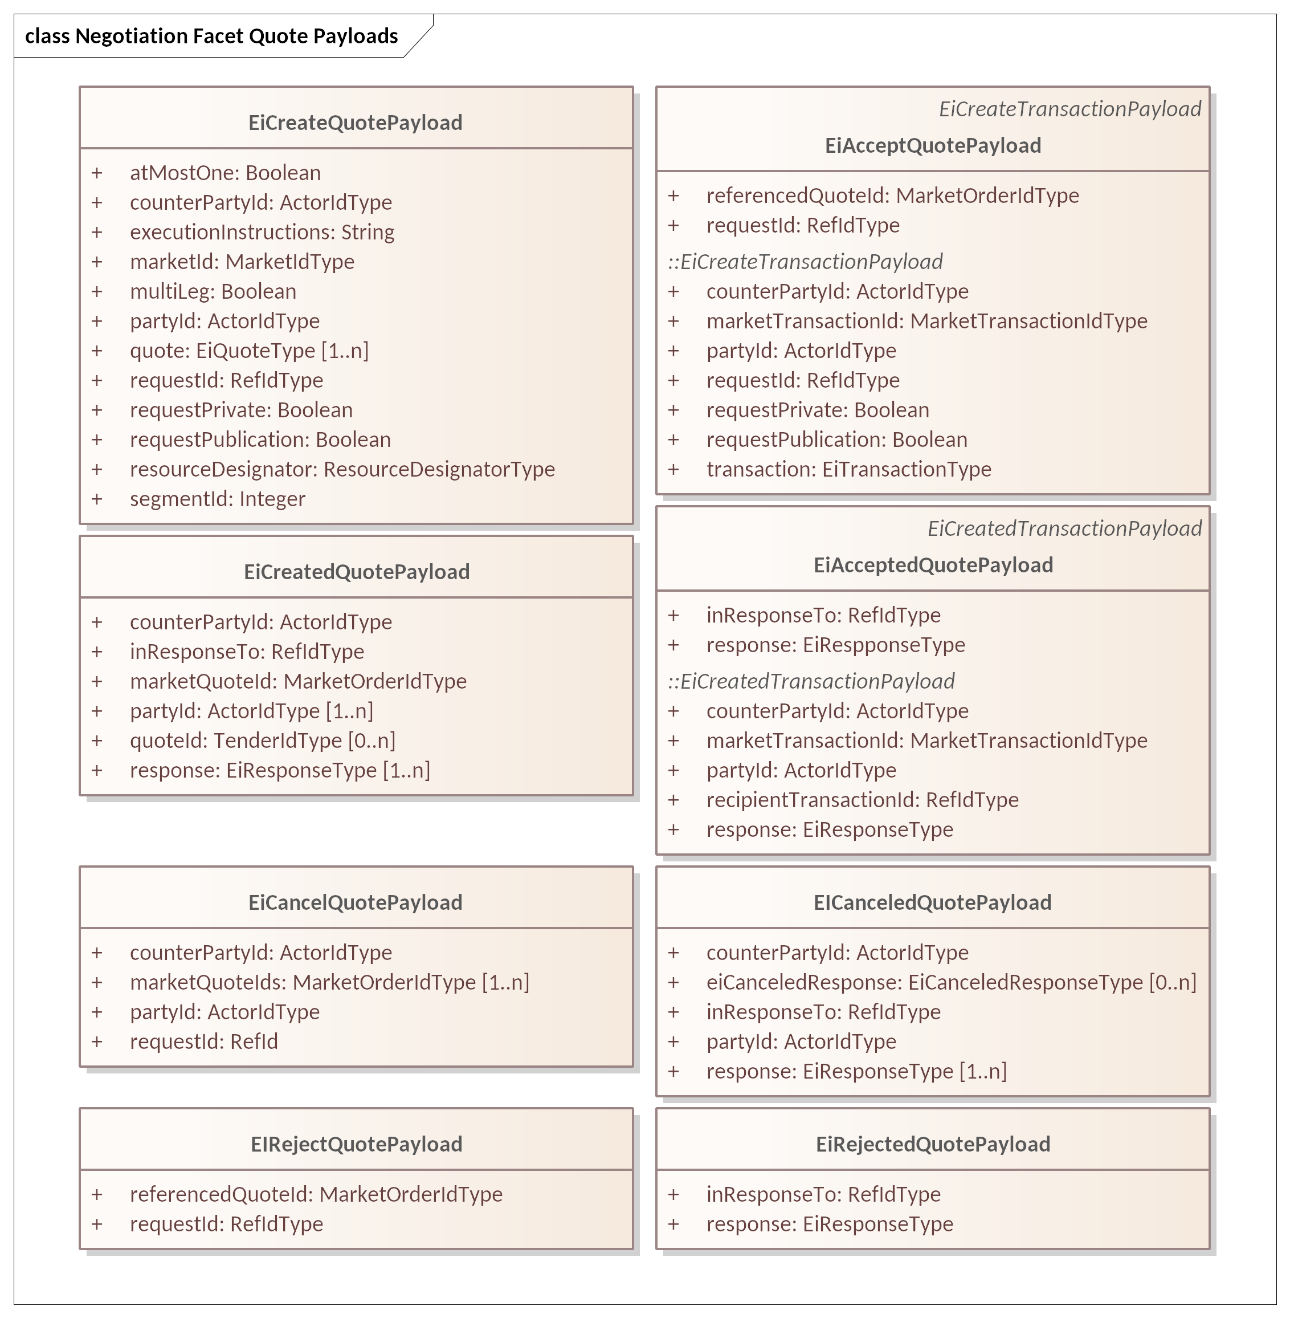 class Negotiation Facet Quote Payloads
EiCreateQuotePayload
+ atMostOne: Boolean
+ counterPartyId: ActorIdType
+ executionInstructions: String
+ marketId: MarketIdType
+ multiLeg: Boolean
+ partyId: ActorIdType
+ quote: EiQuoteType [1..n]
+ requestId: RefIdType
+ requestPrivate: Boolean
+ requestPublication: Boolean
+ resourceDesignator: ResourceDesignatorType
+ segmentId: Integer
EiCreateTransactionPayload
EiAcceptQuotePayload
+ referencedQuoteId: MarketOrderIdType
+ requestId: RefIdType
::EiCreateTransactionPayload
+ counterPartyId: ActorIdType
+ marketTransactionId: MarketTransactionIdType
+ partyId: ActorIdType
+ requestId: RefIdType
+ requestPrivate: Boolean
+ requestPublication: Boolean
+ transaction: EiTransactionType
EiCreatedQuotePayload
+ counterPartyId: ActorIdType
+ inResponseTo: RefIdType
+ marketQuoteId: MarketOrderIdType
+ partyId: ActorIdType [1..n]
+ quoteId: TenderIdType [0..n]
+ response: EiResponseType [1..n]
EiCreatedTransactionPayload
EiAcceptedQuotePayload
+ inResponseTo: RefIdType
+ response: EiRespponseType
::EiCreatedTransactionPayload
+ counterPartyId: ActorIdType
+ marketTransactionId: MarketTransactionIdType
+ partyId: ActorIdType
+ recipientTransactionId: RefIdType
+ response: EiResponseType
EiCancelQuotePayload
+ counterPartyId: ActorIdType
+ marketQuoteIds: MarketOrderIdType [1..n]
+ partyId: ActorIdType
+ requestId: RefId
EICanceledQuotePayload
+ counterPartyId: ActorIdType
+ eiCanceledResponse: EiCanceledResponseType [0..n]
+ inResponseTo: RefIdType
+ partyId: ActorIdType
+ response: EiResponseType [1..n]
EIRejectQuotePayload
+ referencedQuoteId: MarketOrderIdType
+ requestId: RefIdType
EiRejectedQuotePayload
+ inResponseTo: RefIdType
+ response: EiResponseType